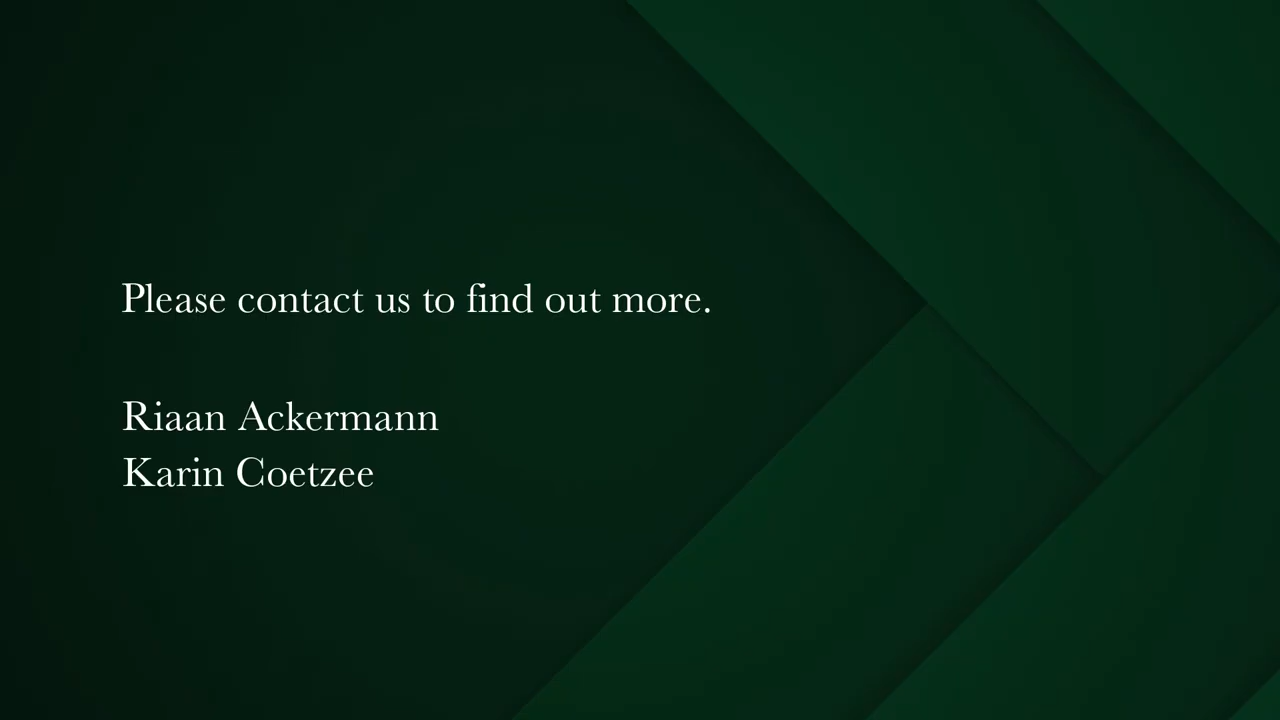 Please contact us to find out more.
Riaan Ackermann
Karin Coetzee